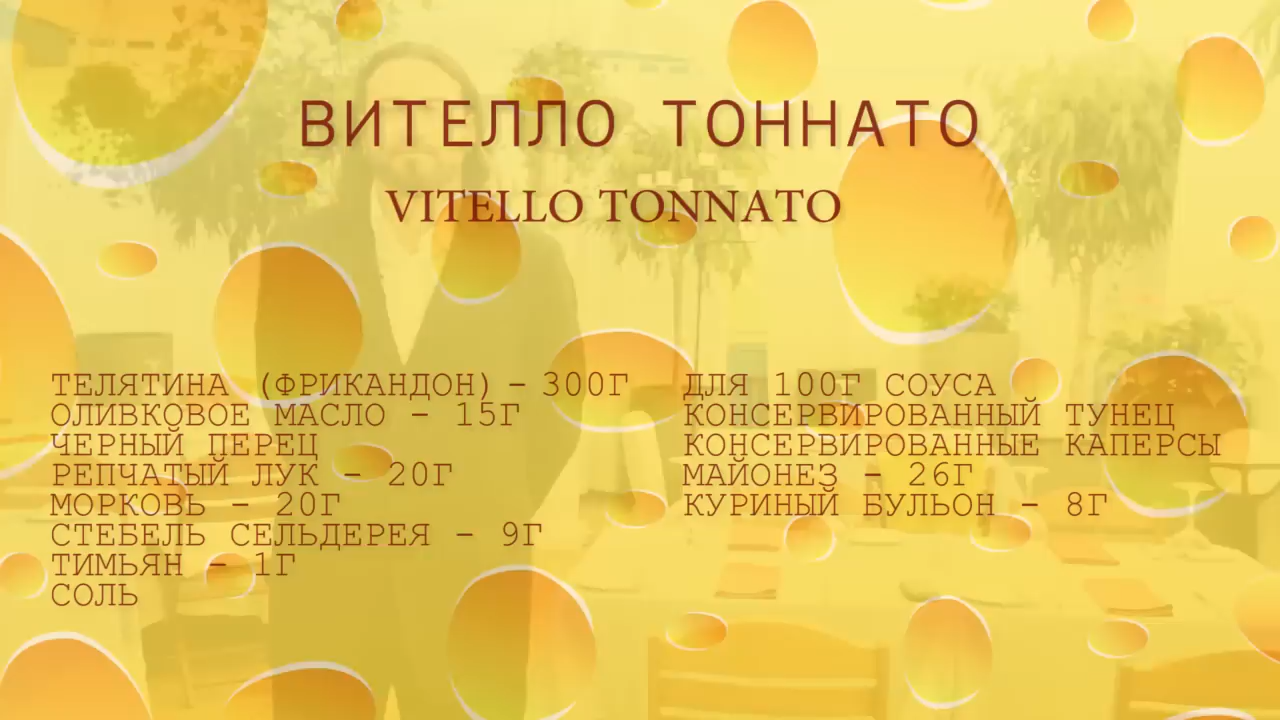 ВИТЕЛЛО ТОННАТО
VITELLO TONNATO
ТЕЛЯТИНА (ФРИКАНДОН) - 300Г
ОЛИВКОВОЕ МАСЛО - 15Г
ЧЕРНЫЙ ПЕРЕЦ
РЕПЧАТЫЙ ЛУК - 20Г
МОРКОВЬ - 20Г
СТЕБЕЛЬ СЕЛЬДЕРЕЯ - 9Г
ТИМЬЯН - 1Г
СОЛЬ
ДЛЯ 100Г СОУСА
КОНСЕРВИРОВАННЫЙ ТУНЕЦ
КОНСЕРВИРОВАННЫЕ КАПЕРСЫ
МАЙОНЕЗ - 26Г
КУРИНЫЙ БУЛЬОН - 8Г